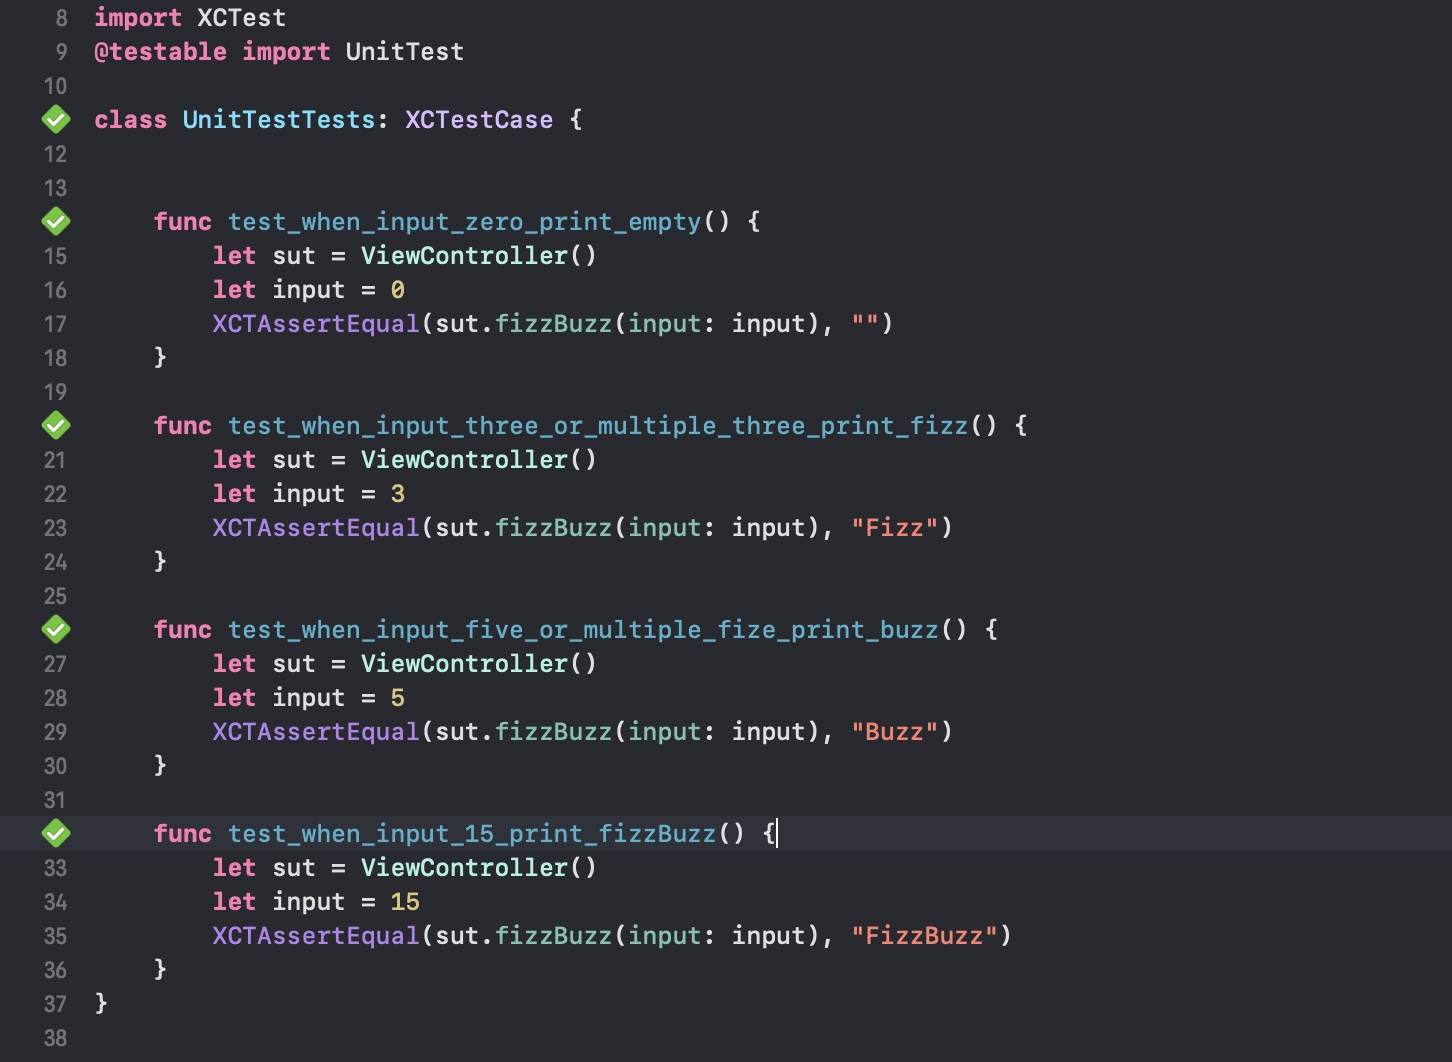 8 import XCTest
9 @testable import UnitTest
10
class UnitTestTests: XCTestCase {
12
13
    func test_when_input_zero_print_empty() {
15         let sut = ViewController()
16         let input = 0
17         XCTAssertEqual(sut.fizzBuzz(input: input), "")
18     }
19
    func test_when_input_three_or_multiple_three_print_fizz() {
21         let sut = ViewController()
22         let input = 3
23         XCTAssertEqual(sut.fizzBuzz(input: input), "Fizz")
24     }
25
    func test_when_input_five_or_multiple_fize_print_buzz() {
27         let sut = ViewController()
28         let input = 5
29         XCTAssertEqual(sut.fizzBuzz(input: input), "Buzz")
30     }
31
    func test_when_input_15_print_fizzBuzz() {
33         let sut = ViewController()
34         let input = 15
35         XCTAssertEqual(sut.fizzBuzz(input: input), "FizzBuzz")
36     }
37 }
38